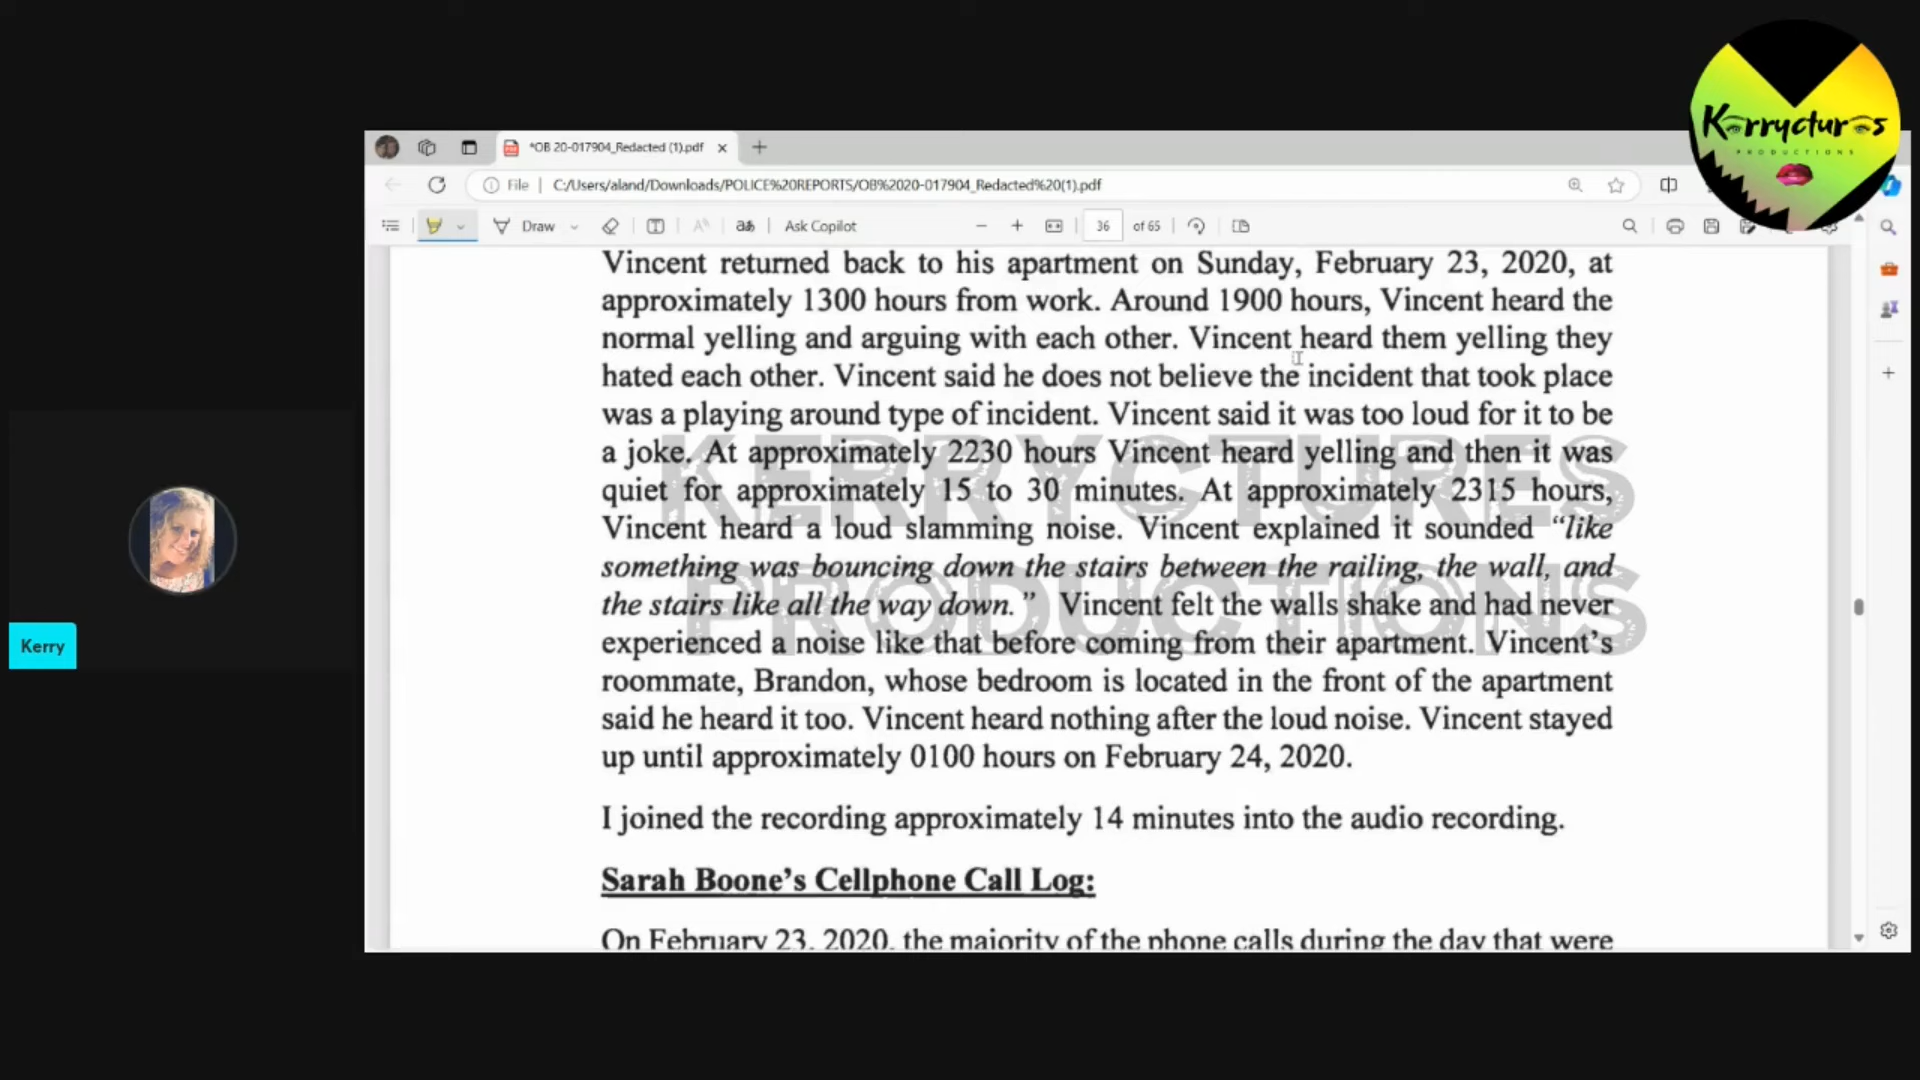 Kerryctures
PRODUCTIONS
*OB 20-017904_Redacted (1).pdf
File | C:/Users/aland/Downloads/POLICE%20REPORTS/OB%2020-017904_Redacted%20(1).pdf
Draw
Ask Copilot
36 of 65
Vincent returned back to his apartment on Sunday, February 23, 2020, at
approximately 1300 hours from work. Around 1900 hours, Vincent heard the
normal yelling and arguing with each other. Vincent heard them yelling they
hated each other. Vincent said he does not believe the incident that took place
was a playing around type of incident. Vincent said it was too loud for it to be
a joke. At approximately 2230 hours Vincent heard yelling and then it was
quiet for approximately 15 to 30 minutes. At approximately 2315 hours,
Vincent heard a loud slamming noise. Vincent explained it sounded “like
something was bouncing down the stairs between the railing, the wall, and
the stairs like all the way down.” Vincent felt the walls shake and had never
experienced a noise like that before coming from their apartment. Vincent’s
roommate, Brandon, whose bedroom is located in the front of the apartment
said he heard it too. Vincent heard nothing after the loud noise. Vincent stayed
up until approximately 0100 hours on February 24, 2020.
I joined the recording approximately 14 minutes into the audio recording.
Sarah Boone’s Cellphone Call Log:
On February 23, 2020, the majority of the phone calls during the day that were
KERRYCTURES
PRODUCTIONS
Kerry